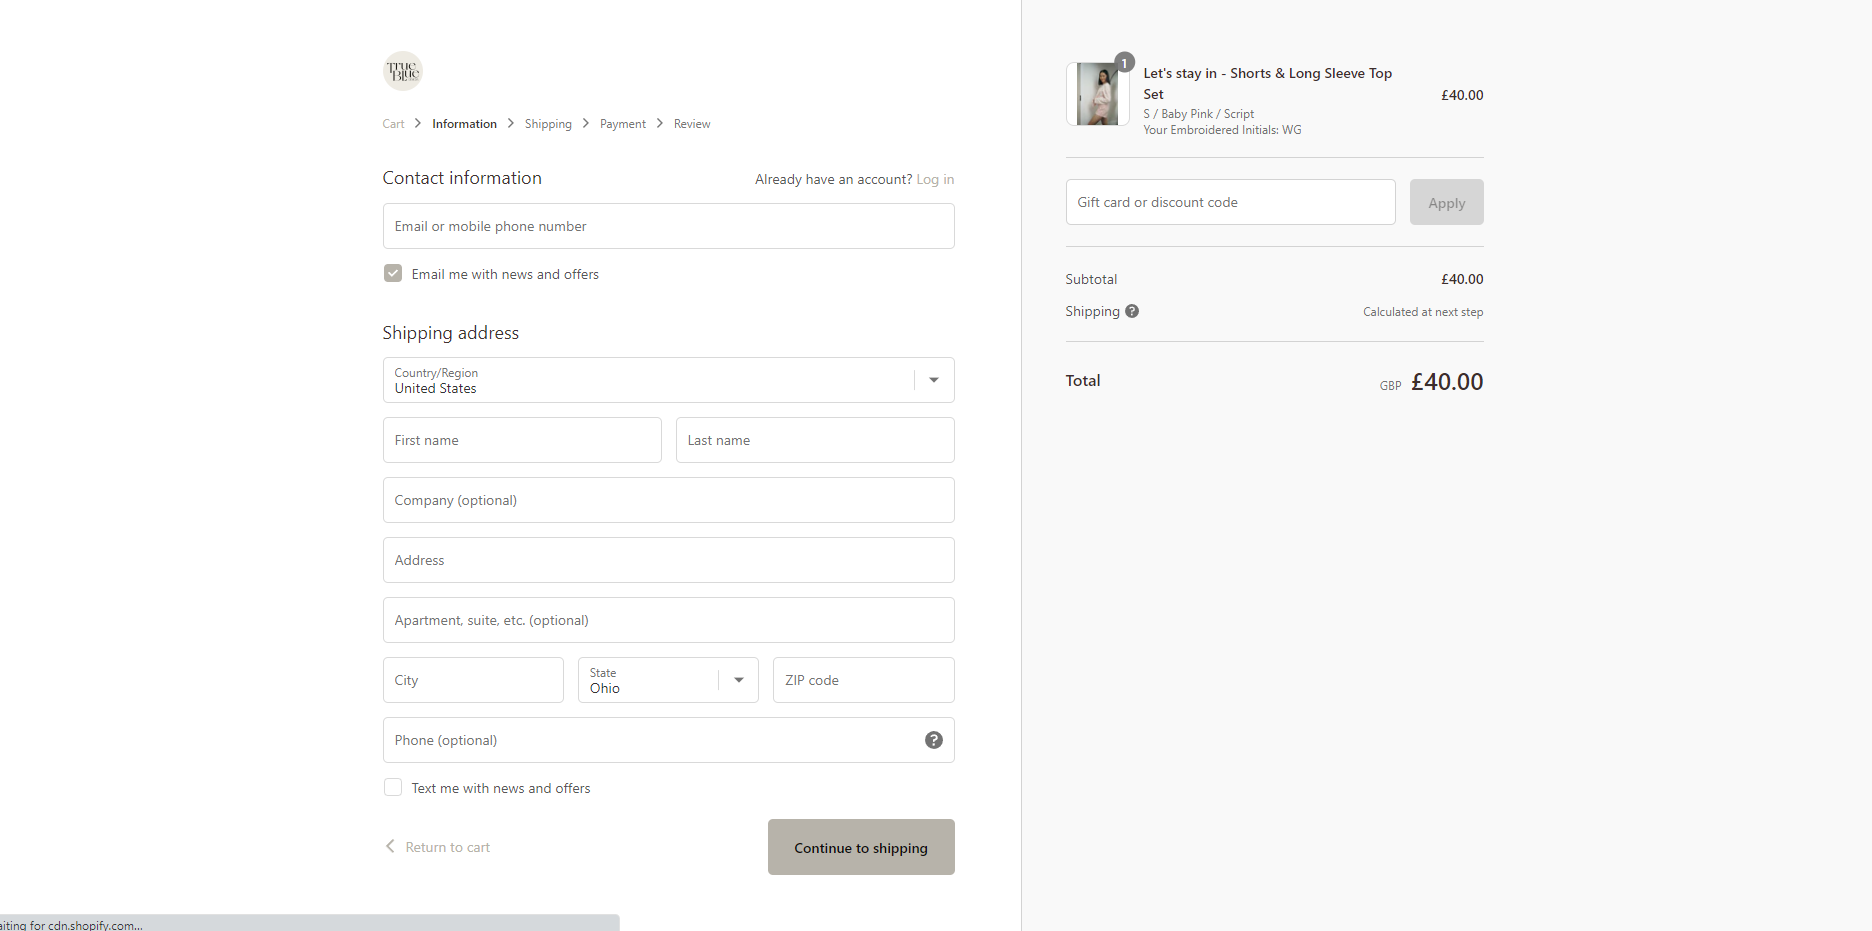 True
Blue
Cart > Information > Shipping > Payment > Review
Contact information
Already have an account? Log in
Email or mobile phone number
Email me with news and offers
Shipping address
Country/Region
United States
First name
Last name
Company (optional)
Address
Apartment, suite, etc. (optional)
City
State
Ohio
ZIP code
Phone (optional)
?
Text me with news and offers
Return to cart
Continue to shipping
1
Let's stay in - Shorts & Long Sleeve Top
Set
£40.00
S / Baby Pink / Script
Your Embroidered Initials: WG
Gift card or discount code
Apply
Subtotal
£40.00
Shipping ?
Calculated at next step
Total
GBP £40.00
aiting for cdn.shopify.com...